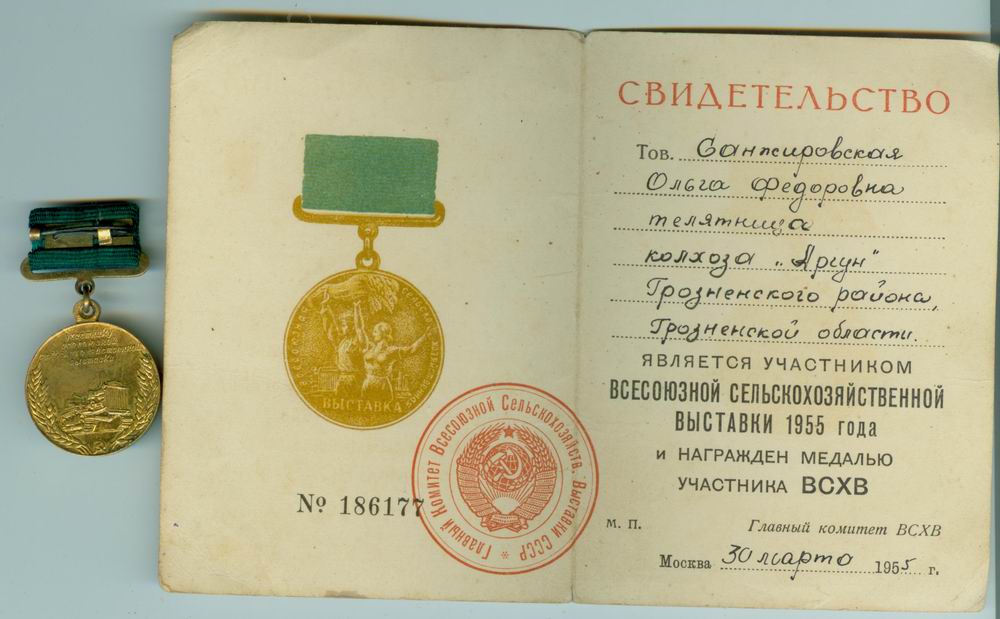 ВЫСТАВКА
№ 186177
Главный Комитет Всесоюзной Сельскохозяйств. Выставки СССР
СВИДЕТЕЛЬСТВО
Тов. Санжировская
Ольга Федоровна
телятница
колхоза „Аргун"
Грозненского района,
Грозненской области.
ЯВЛЯЕТСЯ УЧАСТНИКОМ
ВСЕСОЮЗНОЙ СЕЛЬСКОХОЗЯЙСТВЕННОЙ
ВЫСТАВКИ 1955 года
И НАГРАЖДЕН МЕДАЛЬЮ
УЧАСТНИКА ВСХВ
М. П. Главный комитет ВСХВ
Москва 30 марта 1955 г.